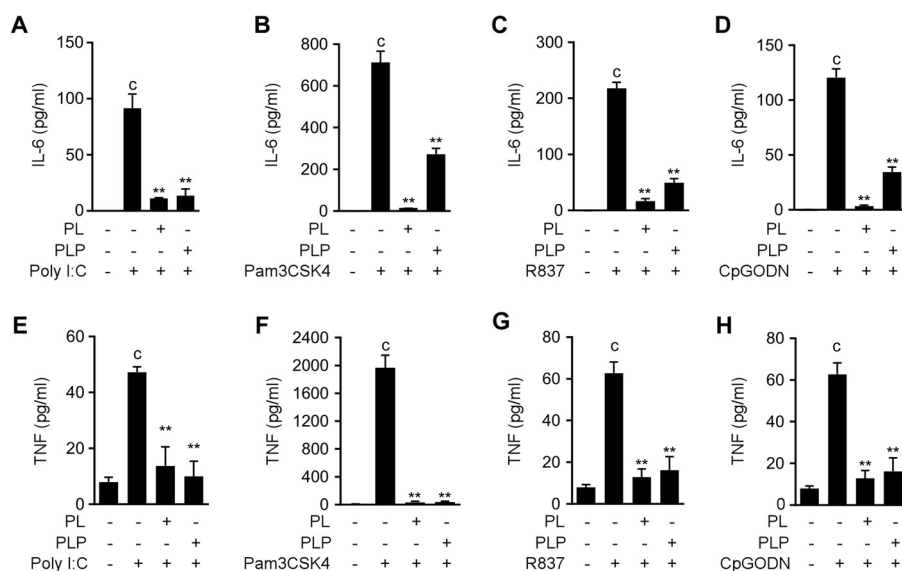 A B C D
150 800 300 150
C C C C
100 600 200 100
IL-6 (pg/ml) IL-6 (pg/ml) IL-6 (pg/ml) IL-6 (pg/ml)
400
50 200 ** 100 ** 50 **
** ** ** ** **
0 0 0 0
PL - - + - PL - - + - PL - - + - PL - - + -
PLP - - - + PLP - - - + PLP - - - + PLP - - - +
Poly I:C - + + + Pam3CSK4 - + + + R837 - + + + CpGODN - + + +
E F G H
60 2400 80 80
C C C C
2000
40 1600 60 60
TNF (pg/ml) TNF (pg/ml) TNF (pg/ml) TNF (pg/ml)
1200 40 40
20 ** ** 800 20 ** ** 20 ** **
400 ** **
0 0 0 0
PL - - + - PL - - + - PL - - + - PL - - + -
PLP - - - + PLP - - - + PLP - - - + PLP - - - +
Poly I:C - + + + Pam3CSK4 - + + + R837 - + + + CpGODN - + + +